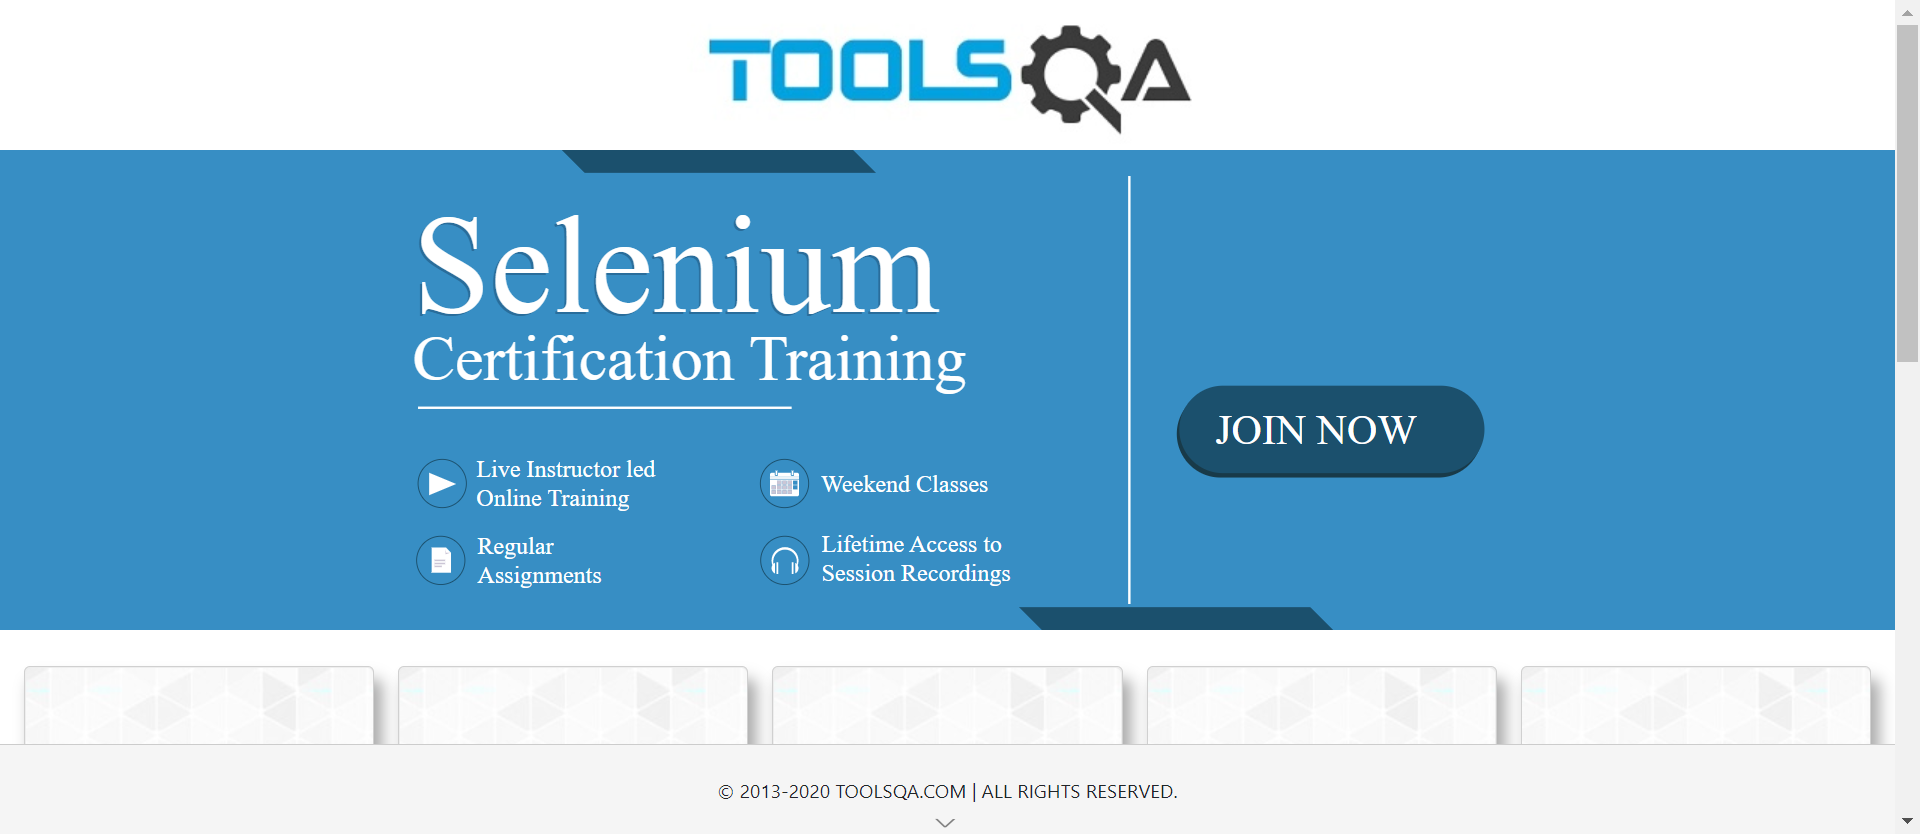 TOOLSQA
Selenium
Certification Training
JOIN NOW
Live Instructor led
Online Training
Weekend Classes
Regular
Assignments
Lifetime Access to
Session Recordings
© 2013-2020 TOOLSQA.COM | ALL RIGHTS RESERVED.